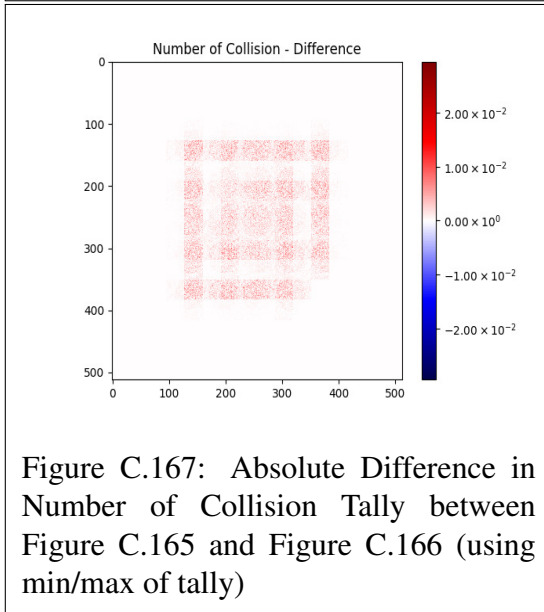 Number of Collision - Difference
0
100
200
300
400
500
0 100 200 300 400 500
2.00 × 10⁻²
1.00 × 10⁻²
0.00 × 10⁰
−1.00 × 10⁻²
−2.00 × 10⁻²
Figure C.167: Absolute Difference in
Number of Collision Tally between
Figure C.165 and Figure C.166 (using
min/max of tally)